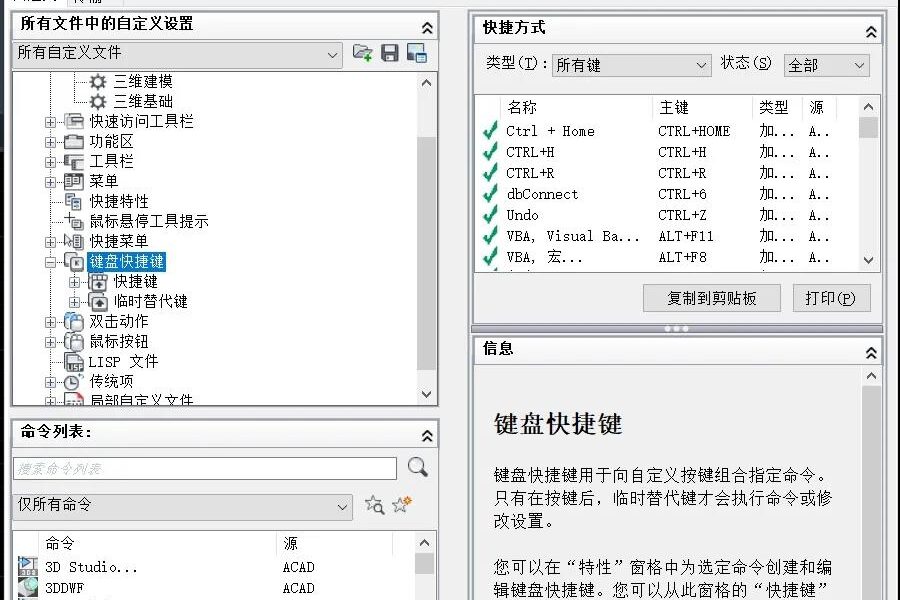 所有文件中的自定义设置
所有自定义文件
三维建模
三维基础
快速访问工具栏
功能区
工具栏
菜单
快捷特性
鼠标悬停工具提示
快捷菜单
键盘快捷键
快捷键
临时替代键
双击动作
鼠标按钮
LISP 文件
传统项
局部自定义文件
命令列表:
搜索命令列表
仅所有命令
命令 源
3D Studio... ACAD
3DDWF ACAD
快捷方式
类型(T): 所有键 状态(S) 全部
名称 主键 类型 源
Ctrl + Home CTRL+HOME 加... A..
CTRL+H CTRL+H 加... A..
CTRL+R CTRL+R 加... A..
dbConnect CTRL+6 加... A..
Undo CTRL+Z 加... A..
VBA, Visual Ba... ALT+F11 加... A..
VBA, 宏... ALT+F8 加... A..
复制到剪贴板 打印(P)
信息
键盘快捷键
键盘快捷键用于向自定义按键组合指定命令。
只有在按键后，临时替代键才会执行命令或修
改设置。
您可以在“特性”窗格中为选定命令创建和编
辑键盘快捷键。您可以从此窗格的“快捷键”